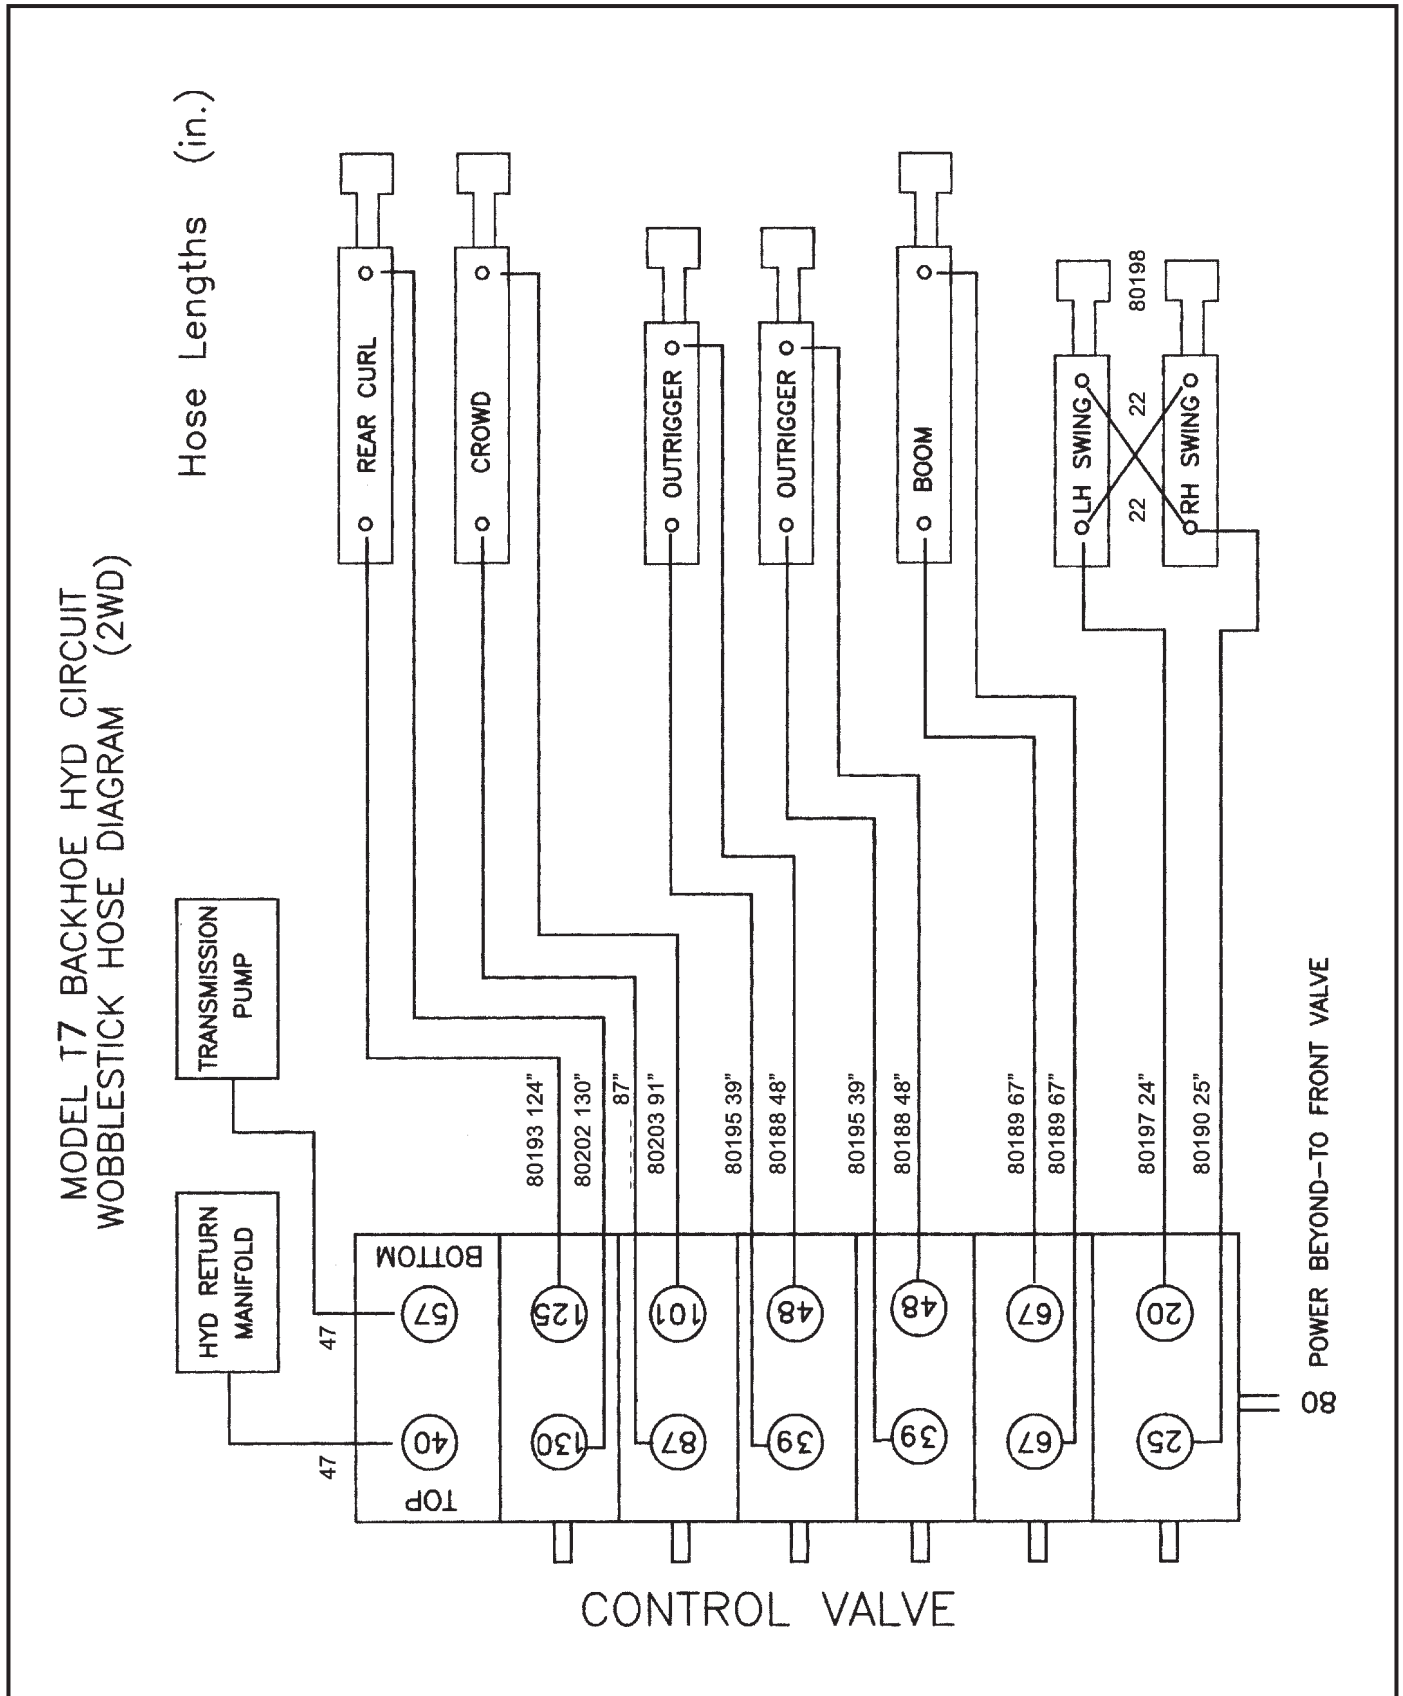 MODEL T7 BACKHOE HYD CIRCUIT
WOBBLESTICK HOSE DIAGRAM (2WD)
Hose Lengths (in.)
HYD RETURN
MANIFOLD
TRANSMISSION
PUMP
REAR CURL
CROWD
OUTRIGGER
OUTRIGGER
BOOM
LH SWING
RH SWING
22
22
80198
80193 124"
80202 130"
87"
80203 91"
80195 39"
80188 48"
80195 39"
80188 48"
80189 67"
80189 67"
80197 24"
80190 25"
47
47
BOTTOM
57
125
101
48
48
67
20
TOP
40
130
87
39
39
67
25
80
POWER BEYOND-TO FRONT VALVE
CONTROL VALVE